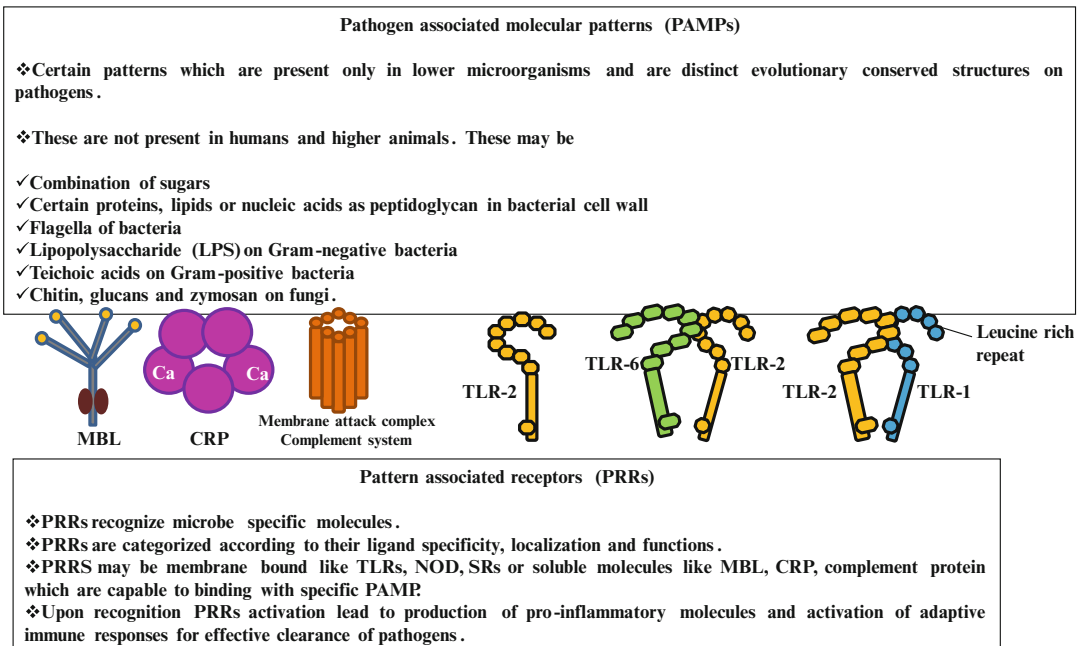 Pathogen associated molecular patterns (PAMPs)
❖Certain patterns which are present only in lower microorganisms and are distinct evolutionary conserved structures on
pathogens.
❖These are not present in humans and higher animals. These may be
✓Combination of sugars
✓Certain proteins, lipids or nucleic acids as peptidoglycan in bacterial cell wall
✓Flagella of bacteria
✓Lipopolysaccharide (LPS) on Gram-negative bacteria
✓Teichoic acids on Gram-positive bacteria
✓Chitin, glucans and zymosan on fungi.
Ca
Ca
MBL
CRP
Membrane attack complex
Complement system
TLR-2
TLR-6
TLR-2
TLR-2
TLR-1
Leucine rich
repeat
Pattern associated receptors (PRRs)
❖PRRs recognize microbe specific molecules.
❖PRRs are categorized according to their ligand specificity, localization and functions.
❖PRRS may be membrane bound like TLRs, NOD, SRs or soluble molecules like MBL, CRP, complement protein
which are capable to binding with specific PAMP.
❖Upon recognition PRRs activation lead to production of pro-inflammatory molecules and activation of adaptive
immune responses for effective clearance of pathogens.